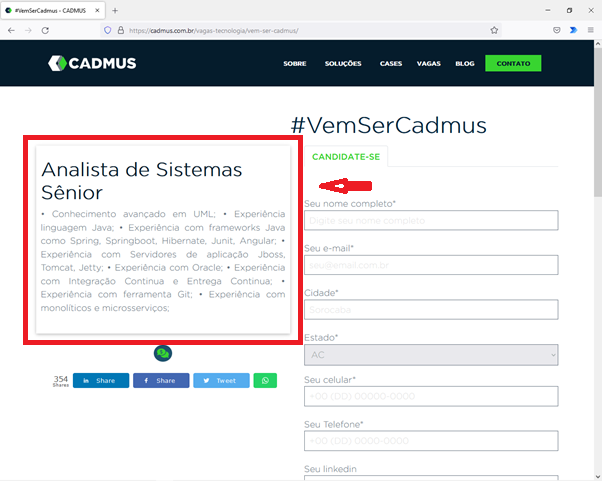 #VemSerCadmus - CADMUS
https://cadmus.com.br/vagas-tecnologia/vem-ser-cadmus/
CADMUS
SOBRE SOLUÇÕES CASES VAGAS BLOG CONTATO
#VemSerCadmus
CANDIDATE-SE
Analista de Sistemas
Sênior
• Conhecimento avançado em UML; • Experiência
linguagem Java; • Experiência com frameworks Java
como Spring, Springboot, Hibernate, Junit, Angular; •
Experiência com Servidores de aplicação Jboss,
Tomcat, Jetty; • Experiência com Oracle; • Experiência
com Integração Continua e Entrega Continua; •
Experiência com ferramenta Git; • Experiência com
monolíticos e microsserviços;
354
Shares
Share
Share
Tweet
Seu nome completo*
Digite seu nome completo
Seu e-mail*
seu@email.com.br
Cidade*
Sorocaba
Estado*
AC
Seu celular*
+00 (DD) 00000-0000
Seu Telefone*
+00 (DD) 0000-0000
Seu linkedin